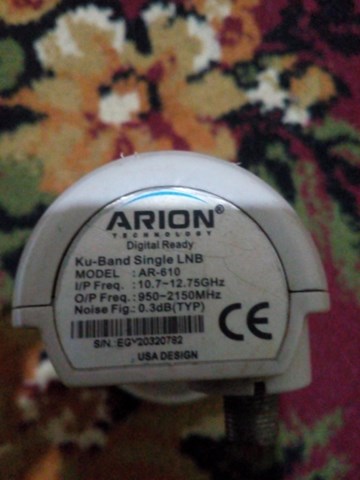 ARION®
TECHNOLOGY
Digital Ready
Ku-Band Single LNB
MODEL : AR-610
I/P Freq. : 10.7~12.75GHz
O/P Freq. : 950~2150MHz
Noise Fig.: 0.3dB(TYP)
CE
S/N.: EGY20320782
USA DESIGN